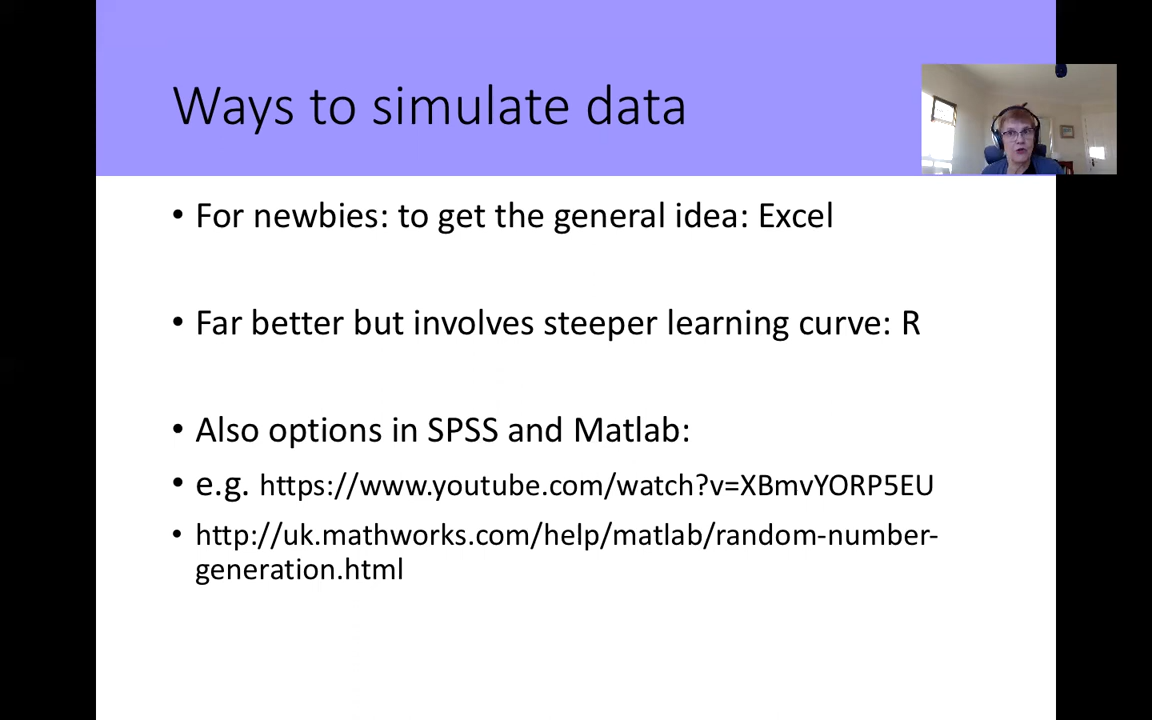 Ways to simulate data
• For newbies: to get the general idea: Excel
• Far better but involves steeper learning curve: R
• Also options in SPSS and Matlab:
• e.g. https://www.youtube.com/watch?v=XBmvYORP5EU
• http://uk.mathworks.com/help/matlab/random-number-
generation.html